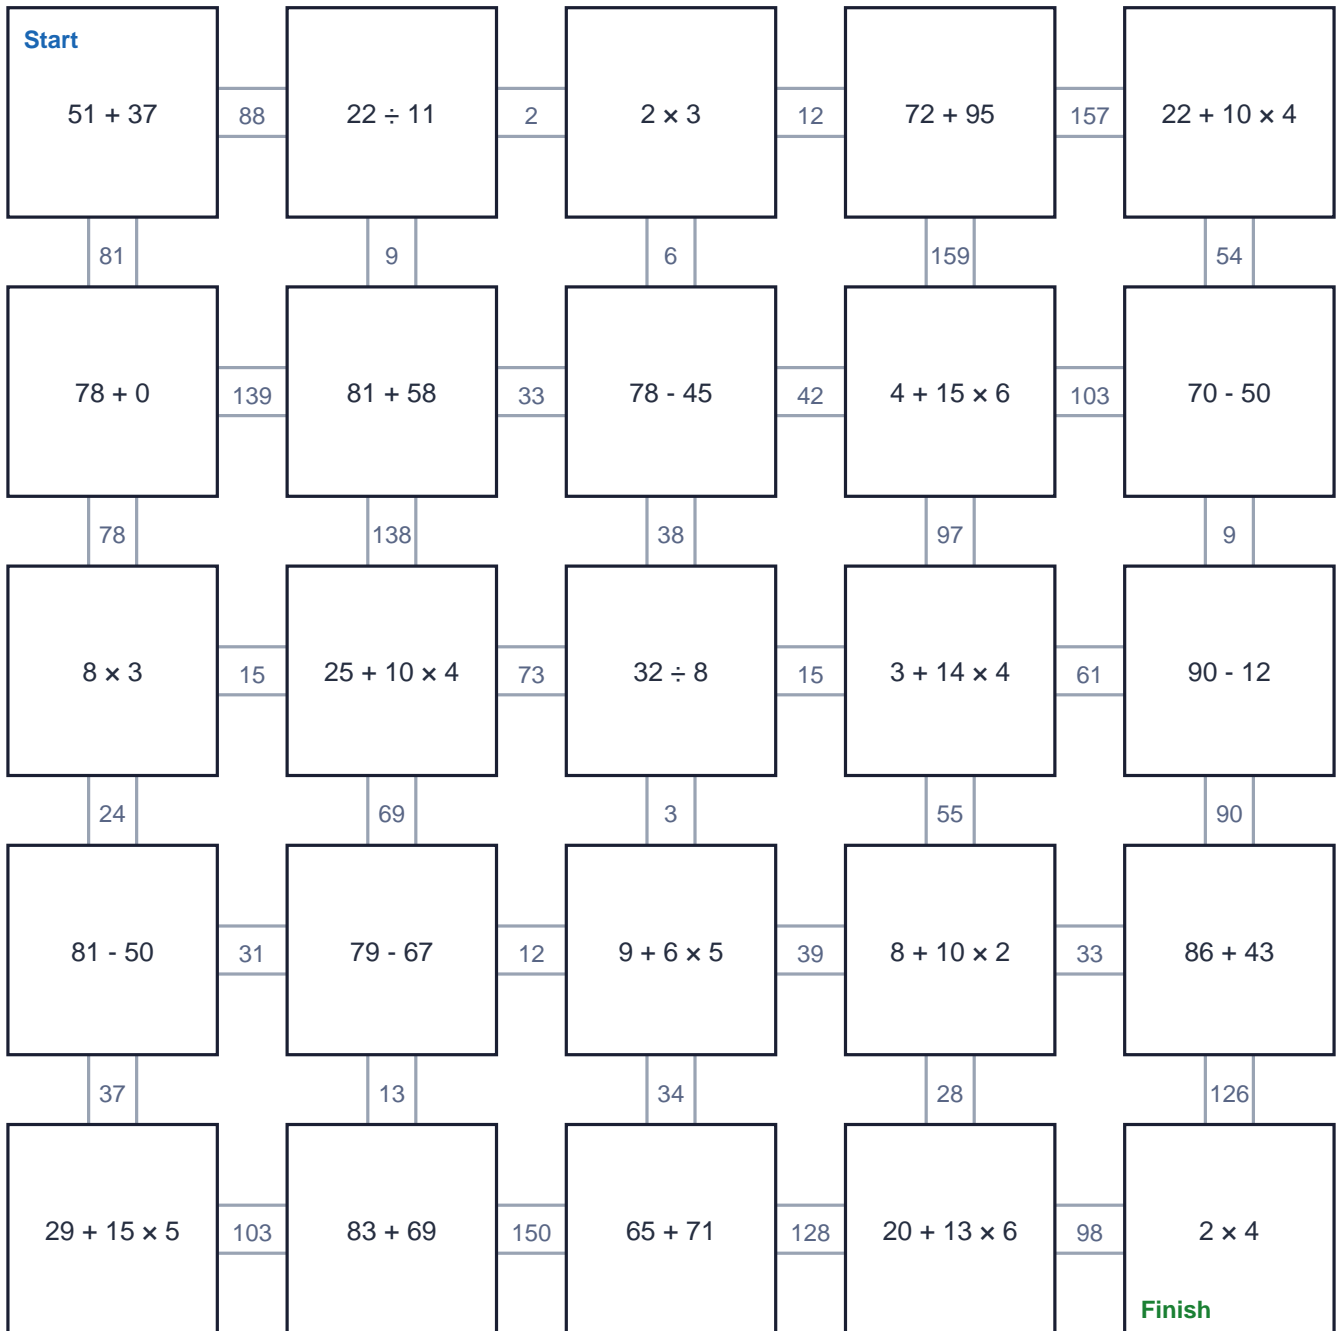 Start
51 + 37 88 22 ÷ 11 2 2 × 3 12 72 + 95 157 22 + 10 × 4
81 9 6 159 54
78 + 0 139 81 + 58 33 78 - 45 42 4 + 15 × 6 103 70 - 50
78 138 38 97 9
8 × 3 15 25 + 10 × 4 73 32 ÷ 8 15 3 + 14 × 4 61 90 - 12
24 69 3 55 90
81 - 50 31 79 - 67 12 9 + 6 × 5 39 8 + 10 × 2 33 86 + 43
37 13 34 28 126
29 + 15 × 5 103 83 + 69 150 65 + 71 128 20 + 13 × 6 98 2 × 4
Finish